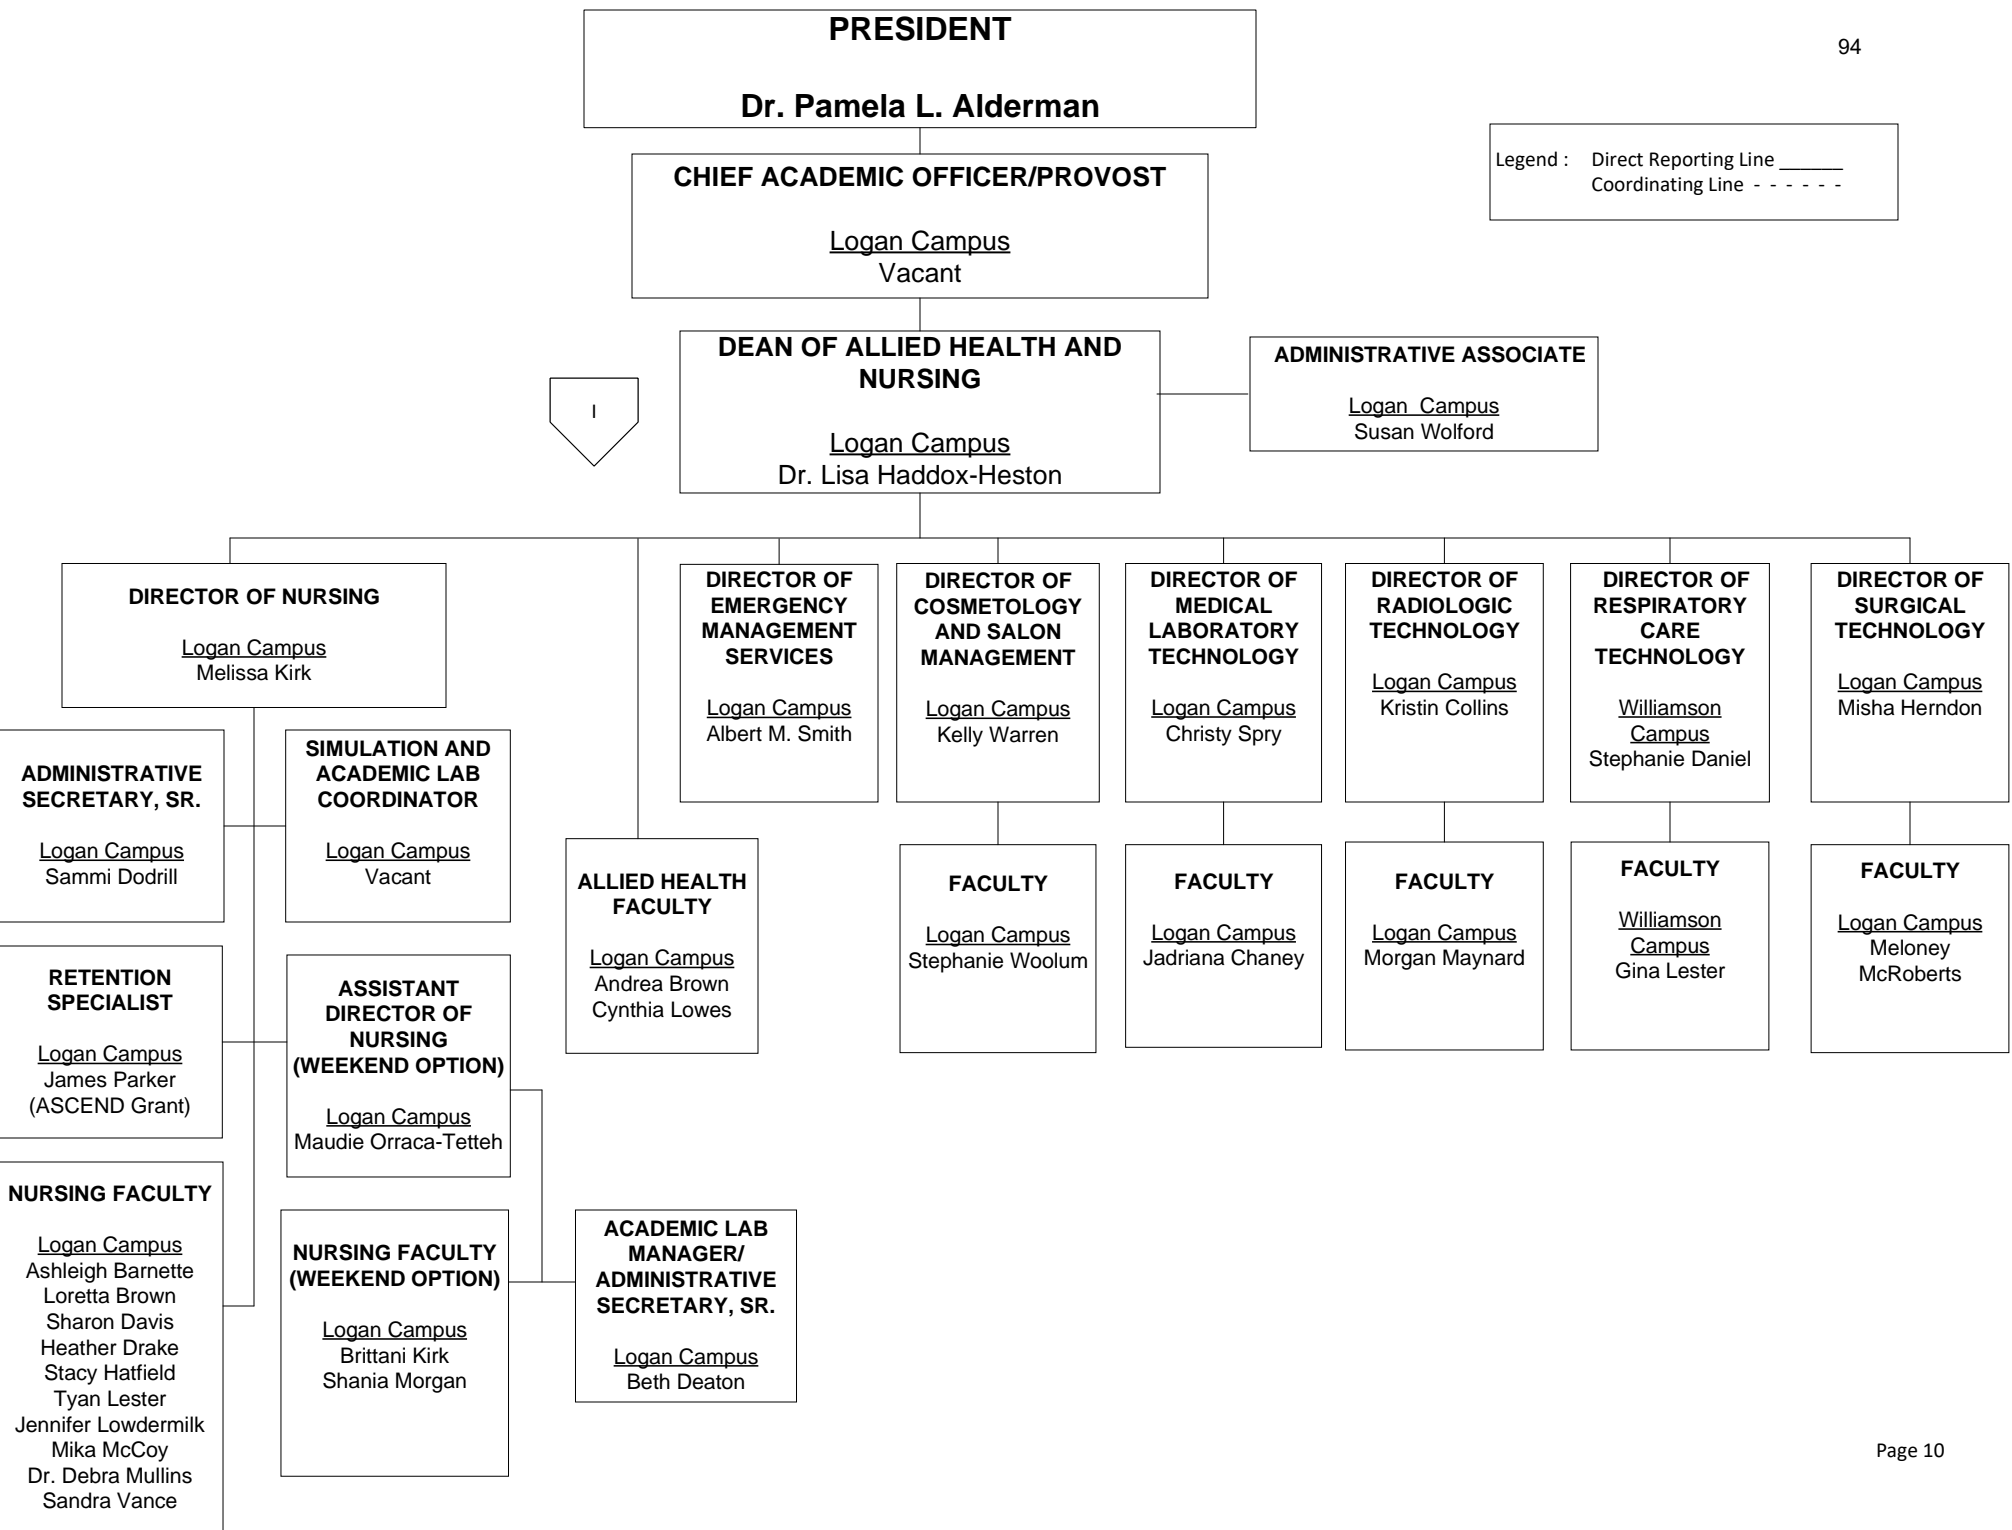 PRESIDENT
Dr. Pamela L. Alderman
94
Legend : Direct Reporting Line ______
Coordinating Line - - - - - -
CHIEF ACADEMIC OFFICER/PROVOST
Logan Campus
Vacant
DEAN OF ALLIED HEALTH AND
NURSING
Logan Campus
Dr. Lisa Haddox-Heston
ADMINISTRATIVE ASSOCIATE
Logan Campus
Susan Wolford
I
DIRECTOR OF NURSING
Logan Campus
Melissa Kirk
DIRECTOR OF
EMERGENCY
MANAGEMENT
SERVICES
Logan Campus
Albert M. Smith
DIRECTOR OF
COSMETOLOGY
AND SALON
MANAGEMENT
Logan Campus
Kelly Warren
DIRECTOR OF
MEDICAL
LABORATORY
TECHNOLOGY
Logan Campus
Christy Spry
DIRECTOR OF
RADIOLOGIC
TECHNOLOGY
Logan Campus
Kristin Collins
DIRECTOR OF
RESPIRATORY
CARE
TECHNOLOGY
Williamson
Campus
Stephanie Daniel
DIRECTOR OF
SURGICAL
TECHNOLOGY
Logan Campus
Misha Herndon
ADMINISTRATIVE
SECRETARY, SR.
Logan Campus
Sammi Dodrill
SIMULATION AND
ACADEMIC LAB
COORDINATOR
Logan Campus
Vacant
ALLIED HEALTH
FACULTY
Logan Campus
Andrea Brown
Cynthia Lowes
FACULTY
Logan Campus
Stephanie Woolum
FACULTY
Logan Campus
Jadriana Chaney
FACULTY
Logan Campus
Morgan Maynard
FACULTY
Williamson
Campus
Gina Lester
FACULTY
Logan Campus
Meloney
McRoberts
RETENTION
SPECIALIST
Logan Campus
James Parker
(ASCEND Grant)
ASSISTANT
DIRECTOR OF
NURSING
(WEEKEND OPTION)
Logan Campus
Maudie Orraca-Tetteh
NURSING FACULTY
Logan Campus
Ashleigh Barnette
Loretta Brown
Sharon Davis
Heather Drake
Stacy Hatfield
Tyan Lester
Jennifer Lowdermilk
Mika McCoy
Dr. Debra Mullins
Sandra Vance
NURSING FACULTY
(WEEKEND OPTION)
Logan Campus
Brittani Kirk
Shania Morgan
ACADEMIC LAB
MANAGER/
ADMINISTRATIVE
SECRETARY, SR.
Logan Campus
Beth Deaton
Page 10